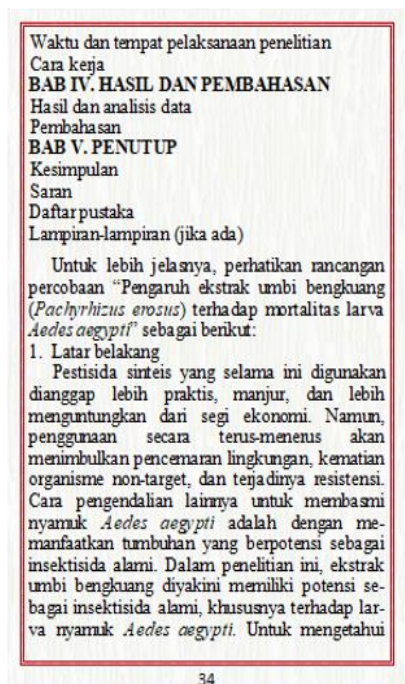 Waktu dan tempat pelaksanaan penelitian
Cara kerja
BAB IV. HASIL DAN PEMBAHASAN
Hasil dan analisis data
Pembahasan
BAB V. PENUTUP
Kesimpulan
Saran
Daftar pustaka
Lampiran-lampiran (jika ada)
Untuk lebih jelasnya, perhatikan rancangan
percobaan “Pengaruh ekstrak umbi bengkuang
(Pachyrhizus erosus) terhadap mortalitas larva
Aedes aegypti” sebagai berikut:
1. Latar belakang
Pestisida sinteis yang selama ini digunakan
dianggap lebih praktis, manjur, dan lebih
menguntungkan dari segi ekonomi. Namun,
penggunaan secara terus-menerus akan
menimbulkan pencemaran lingkungan, kematian
organisme non-target, dan terjadinya resistensi.
Cara pengendalian lainnya untuk membasmi
nyamuk Aedes aegypti adalah dengan me-
manfaatkan tumbuhan yang berpotensi sebagai
insektisida alami. Dalam penelitian ini, ekstrak
umbi bengkuang diyakini memiliki potensi se-
bagai insektisida alami, khususnya terhadap lar-
va nyamuk Aedes aegypti. Untuk mengetahui
34